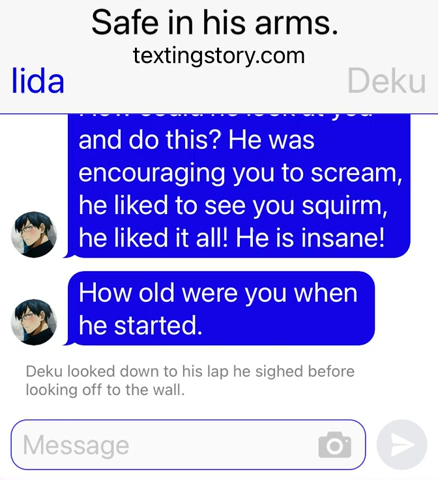 Safe in his arms.
textingstory.com
Iida Deku
and do this? He was
encouraging you to scream,
he liked to see you squirm,
he liked it all! He is insane!
How old were you when
he started.
Deku looked down to his lap he sighed before
looking off to the wall.
Message